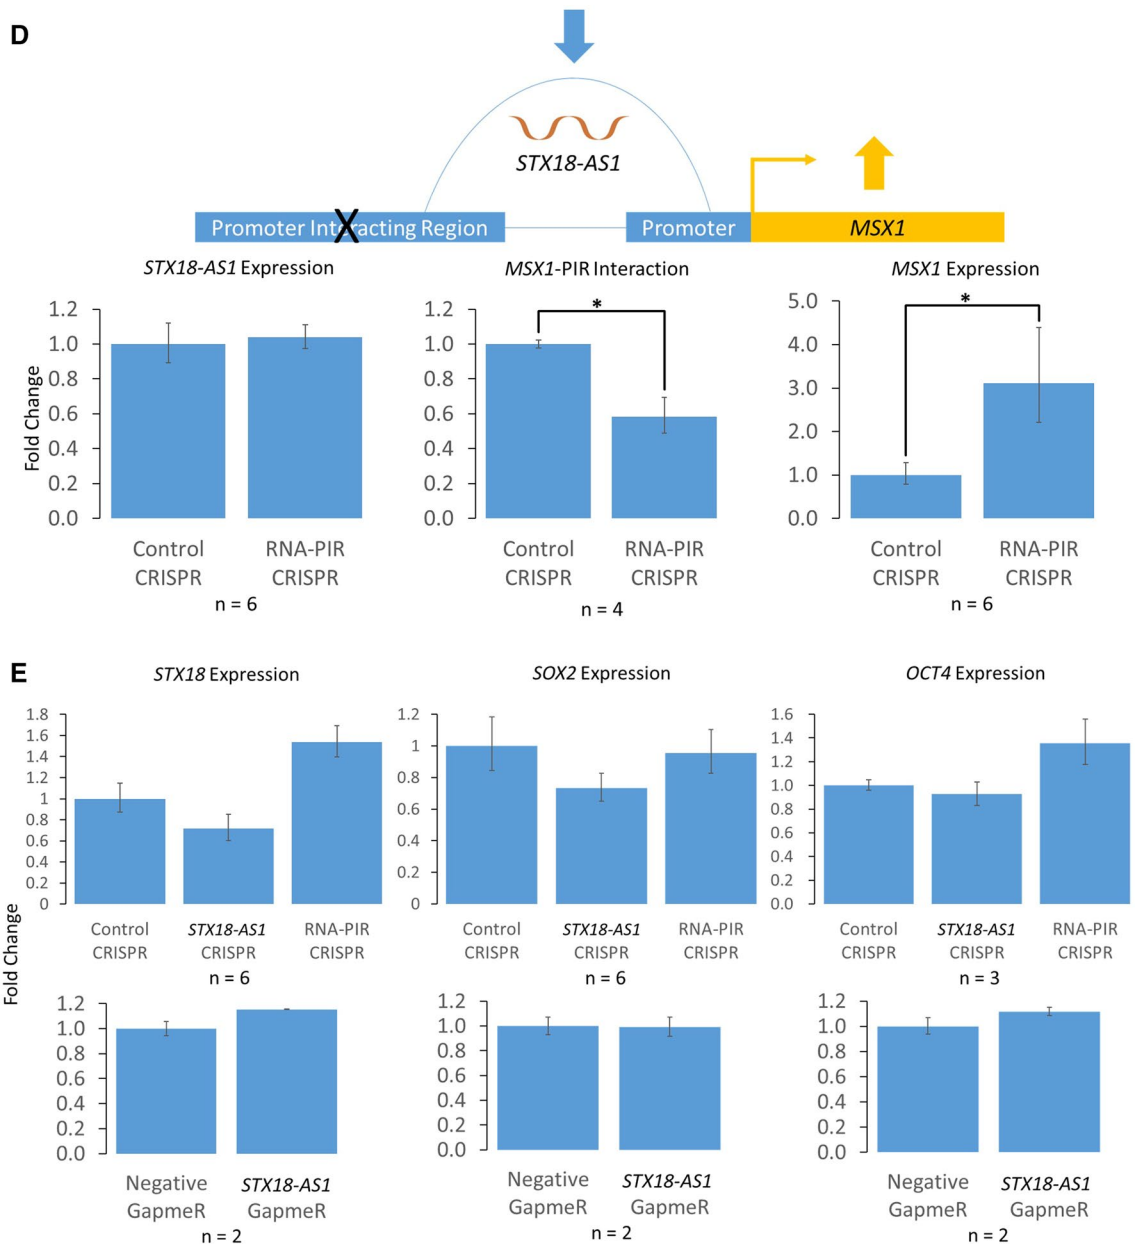 D
STX18-AS1
Promoter Interacting Region
Promoter
MSX1
STX18-AS1 Expression
MSX1-PIR Interaction
MSX1 Expression
Fold Change
1.2
1.0
0.8
0.6
0.4
0.2
0.0
Control
CRISPR
RNA-PIR
CRISPR
n = 6
1.2
1.0
0.8
0.6
0.4
0.2
0.0
*
Control
CRISPR
RNA-PIR
CRISPR
n = 4
5.0
4.0
3.0
2.0
1.0
0.0
*
Control
CRISPR
RNA-PIR
CRISPR
n = 6
E
STX18 Expression
SOX2 Expression
OCT4 Expression
Fold Change
1.8
1.6
1.4
1.2
1
0.8
0.6
0.4
0.2
0
Control
CRISPR
STX18-AS1
CRISPR
RNA-PIR
CRISPR
n = 6
1.2
1
0.8
0.6
0.4
0.2
0
Control
CRISPR
STX18-AS1
CRISPR
RNA-PIR
CRISPR
n = 6
1.6
1.4
1.2
1.0
0.8
0.6
0.4
0.2
0.0
Control
CRISPR
STX18-AS1
CRISPR
RNA-PIR
CRISPR
n = 3
1.2
1.0
0.8
0.6
0.4
0.2
0.0
Negative
GapmeR
STX18-AS1
GapmeR
n = 2
1.2
1.0
0.8
0.6
0.4
0.2
0.0
Negative
GapmeR
STX18-AS1
GapmeR
n = 2
1.2
1.0
0.8
0.6
0.4
0.2
0.0
Negative
GapmeR
STX18-AS1
GapmeR
n = 2